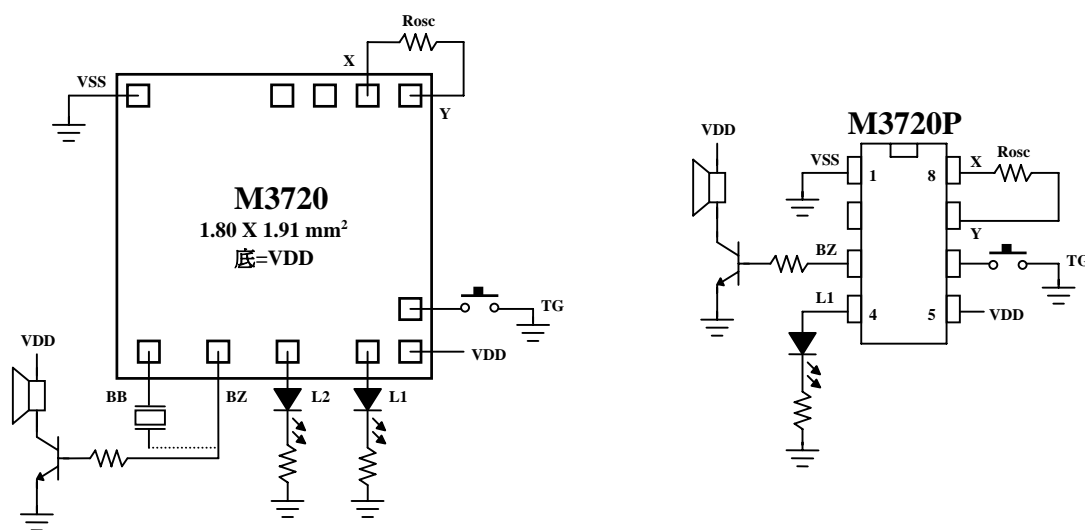 Rosc
X
VSS
Y
M3720
1.80 X 1.91 mm²
底=VDD
TG
VDD
VDD
BB
BZ
L2
L1
M3720P
VDD
VSS
1
8
X
Rosc
Y
BZ
TG
L1
4
5
VDD